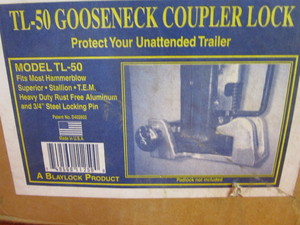 TL-50 GOOSENECK COUPLER LOCK
Protect Your Unattended Trailer
MODEL TL-50
Fits Most Hammerblow
Superior • Stallion • T.E.M.
Heavy Duty Rust Free Aluminum
and 3/4" Steel Locking Pin
Made in U.S.A.
Padlock not included
A BLAYLOCK PRODUCT